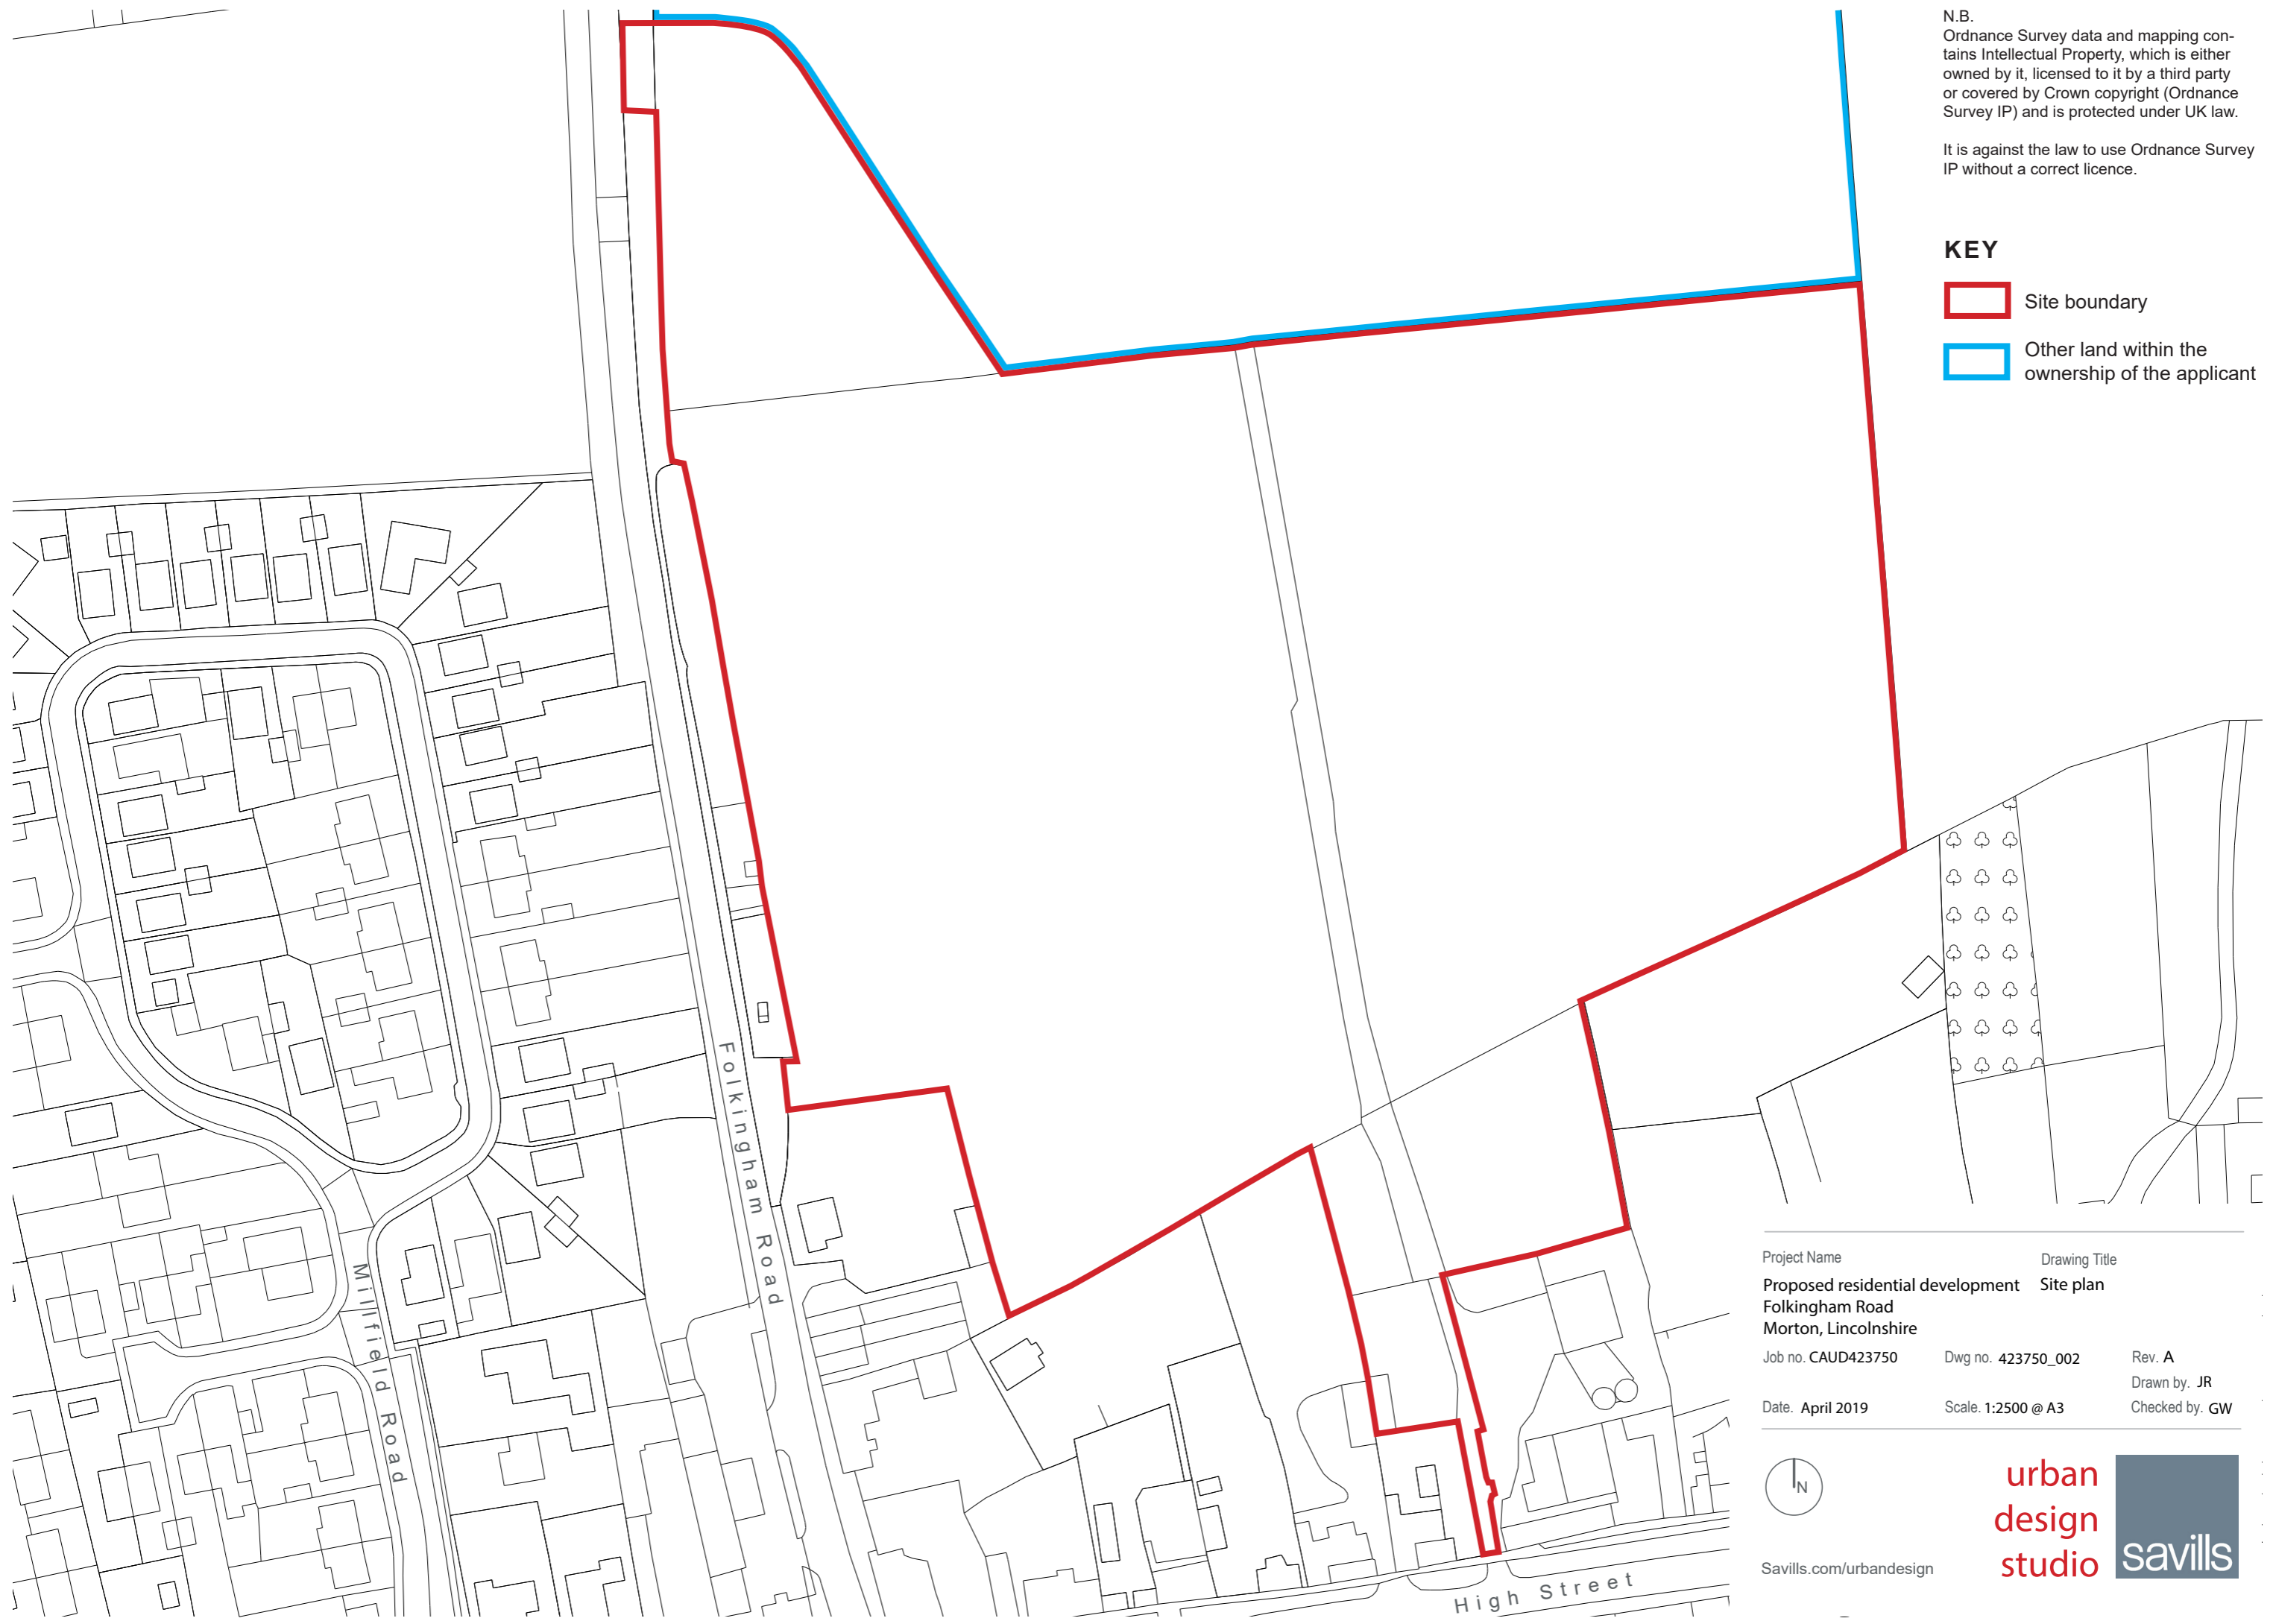 N.B.
Ordnance Survey data and mapping con-
tains Intellectual Property, which is either
owned by it, licensed to it by a third party
or covered by Crown copyright (Ordnance
Survey IP) and is protected under UK law.
It is against the law to use Ordnance Survey
IP without a correct licence.
KEY
Site boundary
Other land within the
ownership of the applicant
Folkingham Road
Millfield Road
High Street
Project Name
Drawing Title
Proposed residential development
Site plan
Folkingham Road
Morton, Lincolnshire
Job no. CAUD423750
Dwg no. 423750_002
Rev. A
Drawn by. JR
Date. April 2019
Scale. 1:2500 @ A3
Checked by. GW
N
urban
design
studio
savills
Savills.com/urbandesign